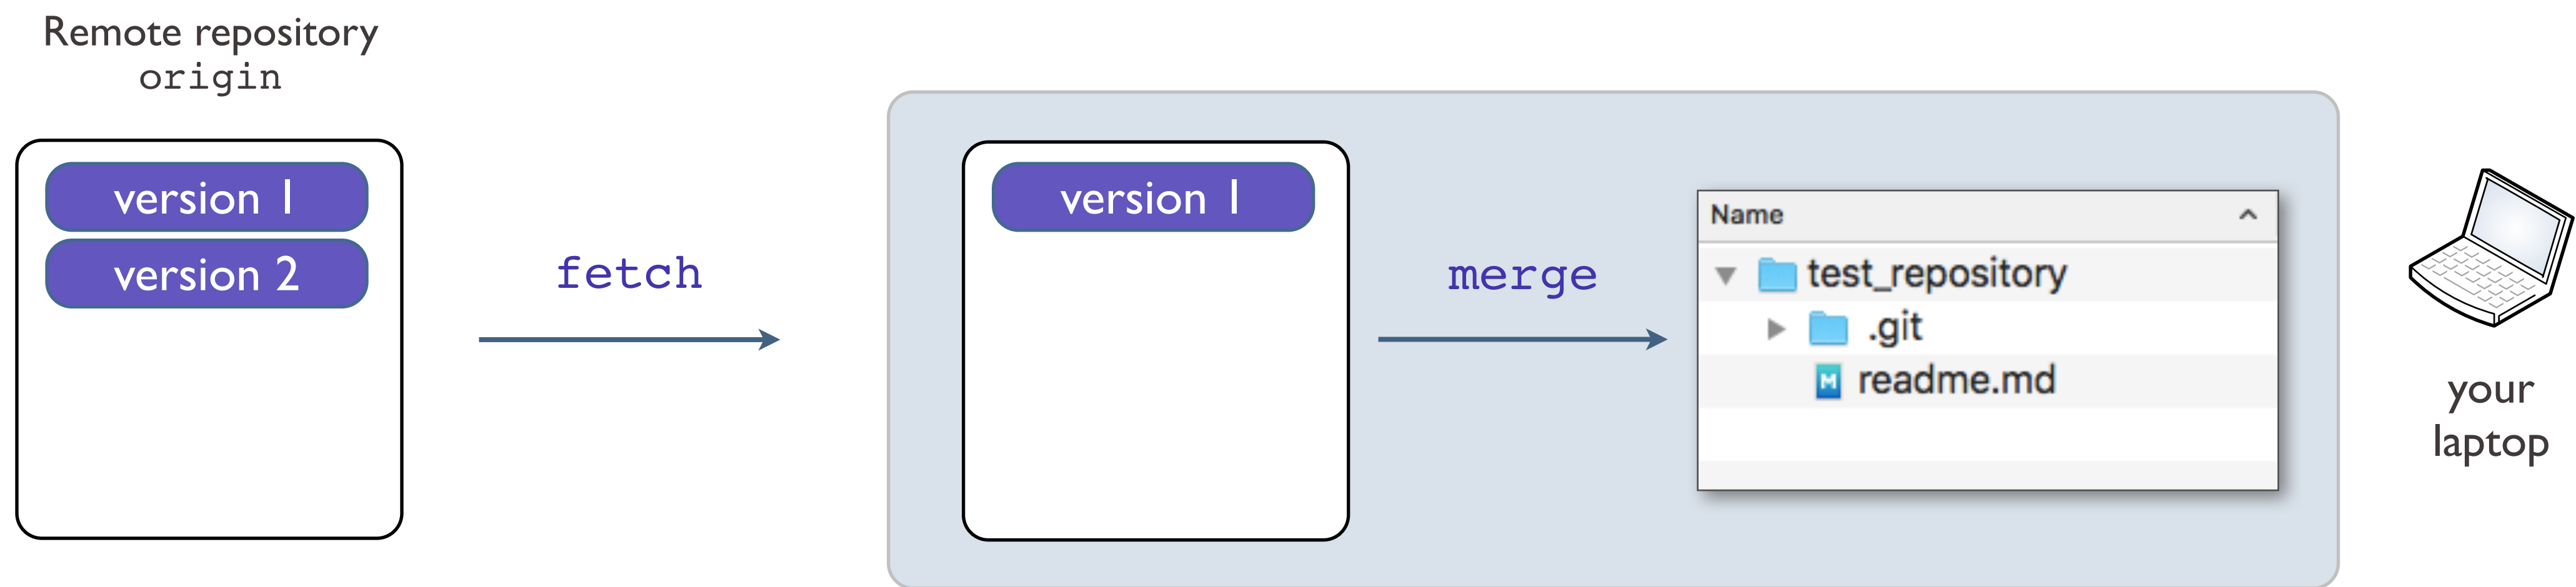 Remote repository
origin
version 1
version 2
fetch
version 1
merge
Name
test_repository
.git
M
readme.md
your
laptop